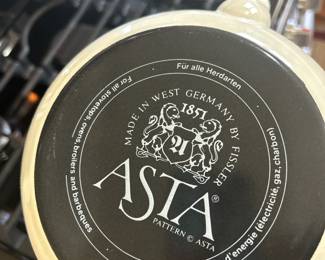 Für alle Herdarten
For all stovetops, ovens, broilers and barbeques
d'energie (électricité, gaz, charbon)
MADE IN WEST GERMANY BY FISSLER
1851
A
ASTA®
PATTERN © ASTA